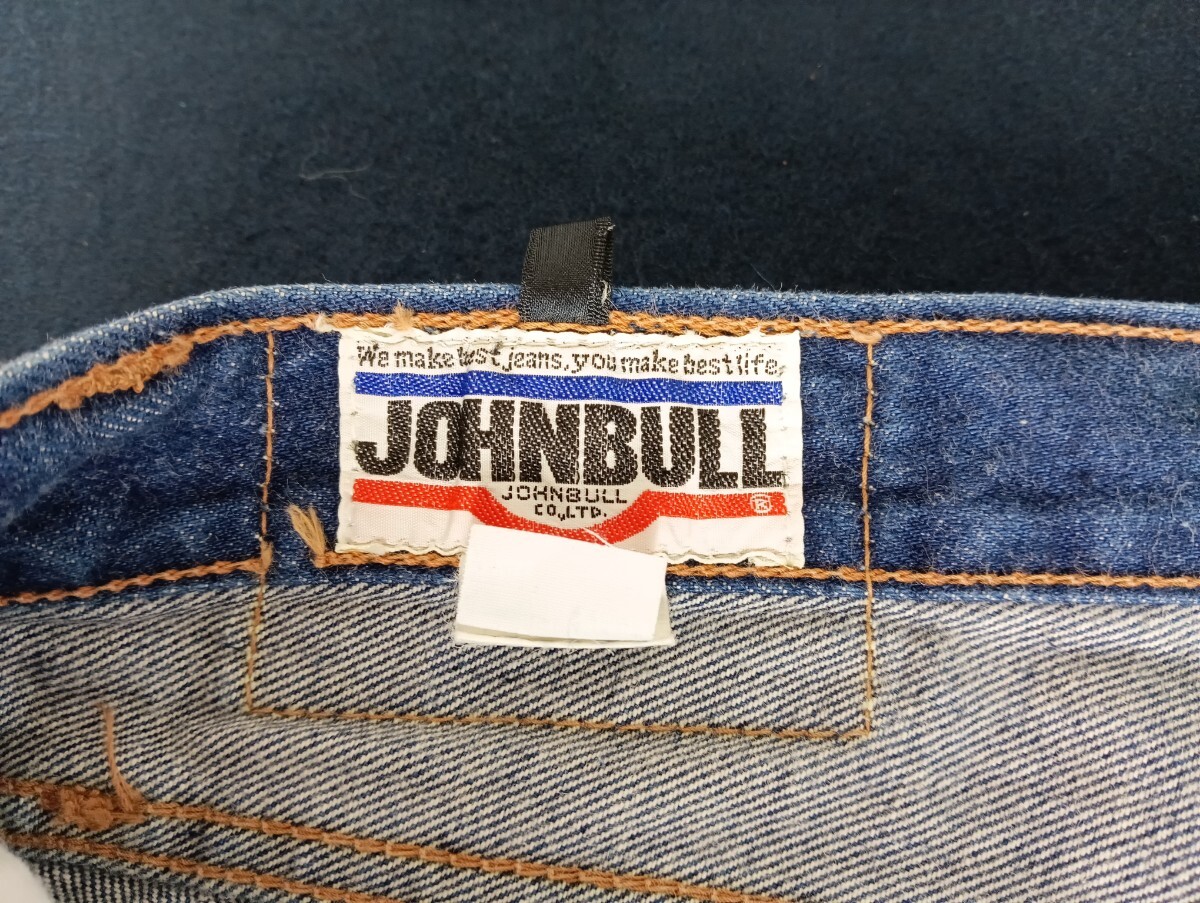 We make best jeans, you make best life.
JOHNBULL
JOHNBULL
CO.,LTD.
®